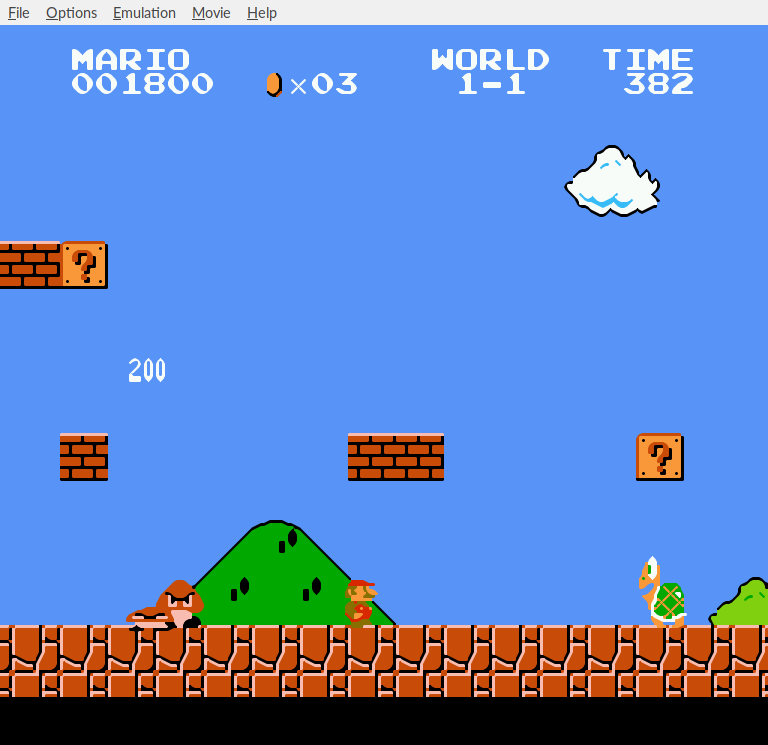 File Options Emulation Movie Help
MARIO WORLD TIME
001800 ×03 1-1 382
?
200
?